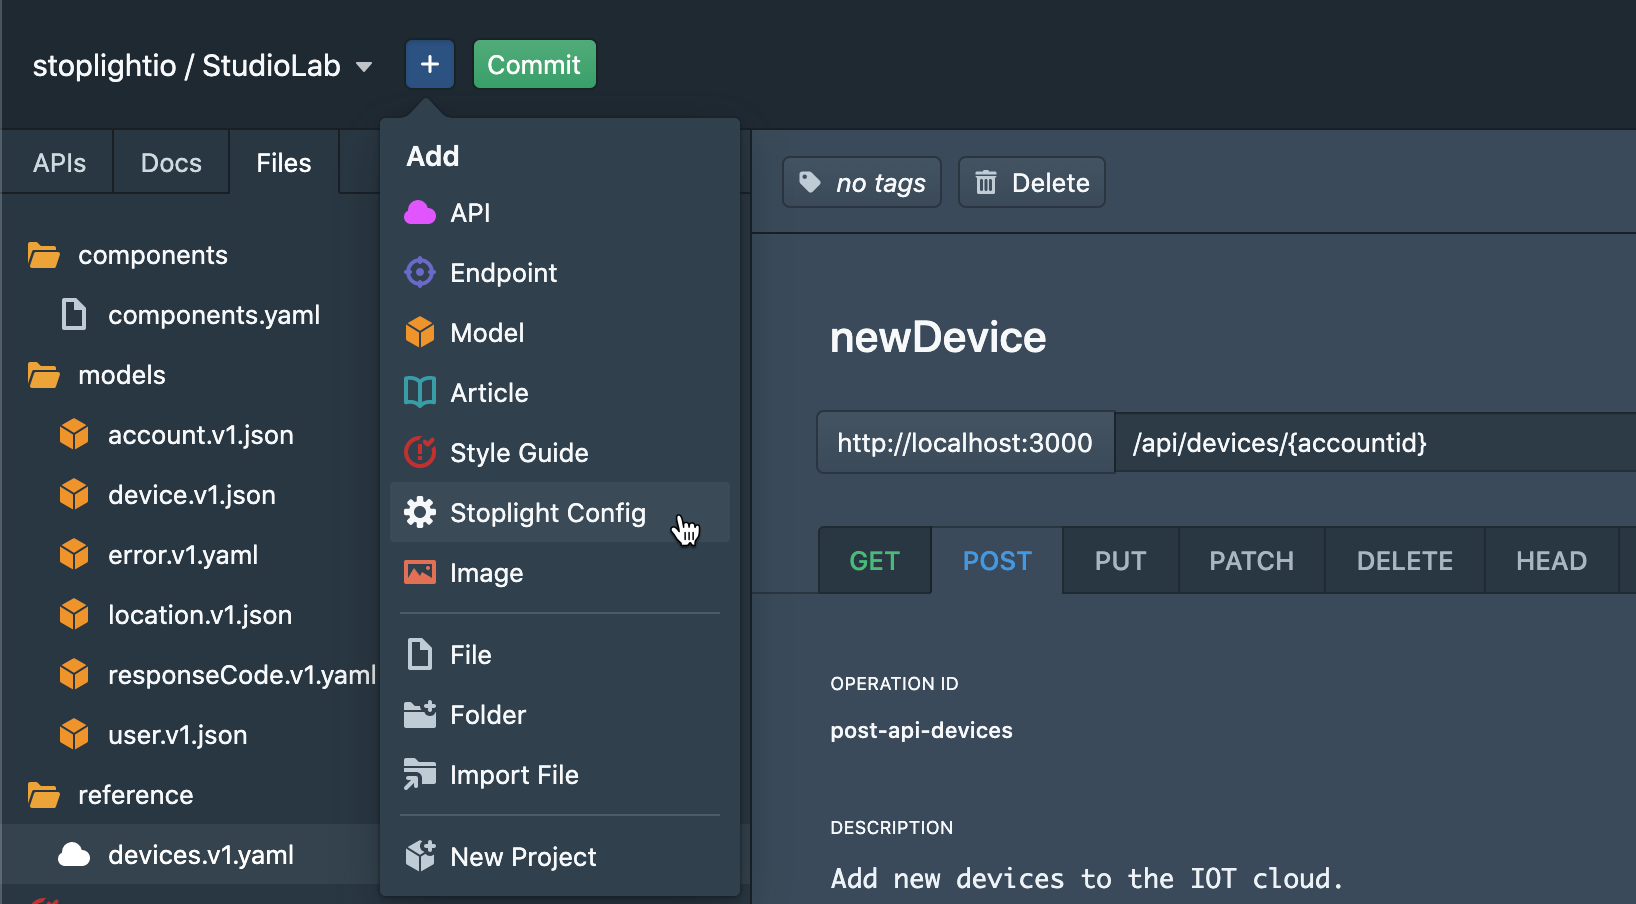 stoplightio / StudioLab
+
Commit
APIs
Docs
Files
components
components.yaml
models
account.v1.json
device.v1.json
error.v1.yaml
location.v1.json
responseCode.v1.yaml
user.v1.json
reference
devices.v1.yaml
Add
API
Endpoint
Model
Article
Style Guide
Stoplight Config
Image
File
Folder
Import File
New Project
no tags
Delete
newDevice
http://localhost:3000
/api/devices/{accountid}
GET
POST
PUT
PATCH
DELETE
HEAD
OPERATION ID
post-api-devices
DESCRIPTION
Add new devices to the IOT cloud.